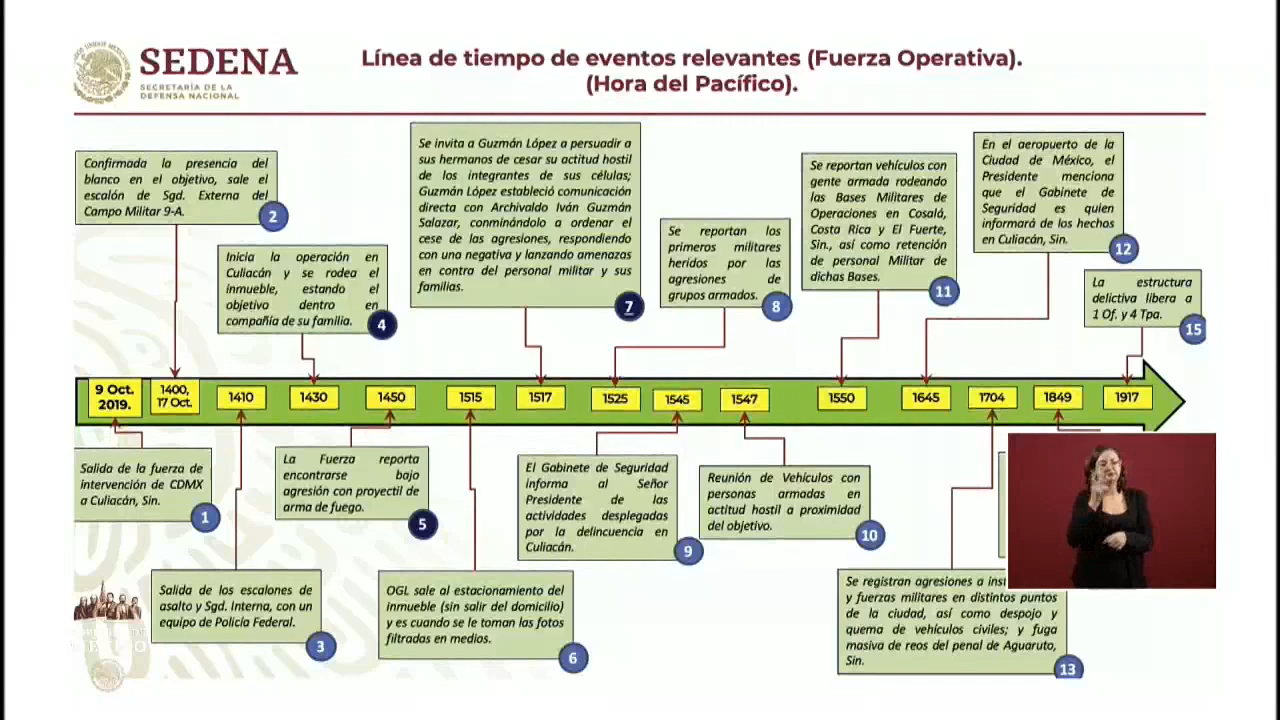 SEDENA
SECRETARÍA DE LA
DEFENSA NACIONAL
Línea de tiempo de eventos relevantes (Fuerza Operativa).
(Hora del Pacífico).
Confirmada la presencia del
blanco en el objetivo, sale el
escalón de Sgd. Externa del
Campo Militar 9-A.
2
Inicia la operación en
Culiacán y se rodea el
inmueble, estando el
objetivo dentro en
compañía de su familia.
4
Se invita a Guzmán López a persuadir a
sus hermanos de cesar su actitud hostil
de los integrantes de sus células;
Guzmán López estableció comunicación
directa con Archivaldo Iván Guzmán
Salazar, conminándolo a ordenar el
cese de las agresiones, respondiendo
con una negativa y lanzando amenazas
en contra del personal militar y sus
familias.
7
Se reportan los
primeros militares
heridos por las
agresiones de
grupos armados.
8
Se reportan vehículos con
gente armada rodeando
las Bases Militares de
Operaciones en Cosalá,
Costa Rica y El Fuerte,
Sin., así como retención
de personal Militar de
dichas Bases.
11
En el aeropuerto de la
Ciudad de México, el
Presidente menciona
que el Gabinete de
Seguridad es quien
informará de los hechos
en Culiacán, Sin.
12
La estructura
delictiva libera a
1 Of. y 4 Tpa.
15
9 Oct.
2019.
1400,
17 Oct.
1410
1430
1450
1515
1517
1525
1545
1547
1550
1645
1704
1849
1917
Salida de la fuerza de
intervención de CDMX
a Culiacán, Sin.
1
Salida de los escalones de
asalto y Sgd. Interna, con un
equipo de Policía Federal.
3
La Fuerza reporta
encontrarse bajo
agresión con proyectil de
arma de fuego.
5
OGL sale al estacionamiento del
inmueble (sin salir del domicilio)
y es cuando se le toman las fotos
filtradas en medios.
6
El Gabinete de Seguridad
informa al Señor
Presidente de las
actividades desplegadas
por la delincuencia en
Culiacán.
9
Reunión de Vehículos con
personas armadas en
actitud hostil a proximidad
del objetivo.
10
Se registran agresiones a inst
y fuerzas militares en distintos puntos
de la ciudad, así como despojo y
quema de vehículos civiles; y fuga
masiva de reos del penal de Aguaruto,
Sin.
13